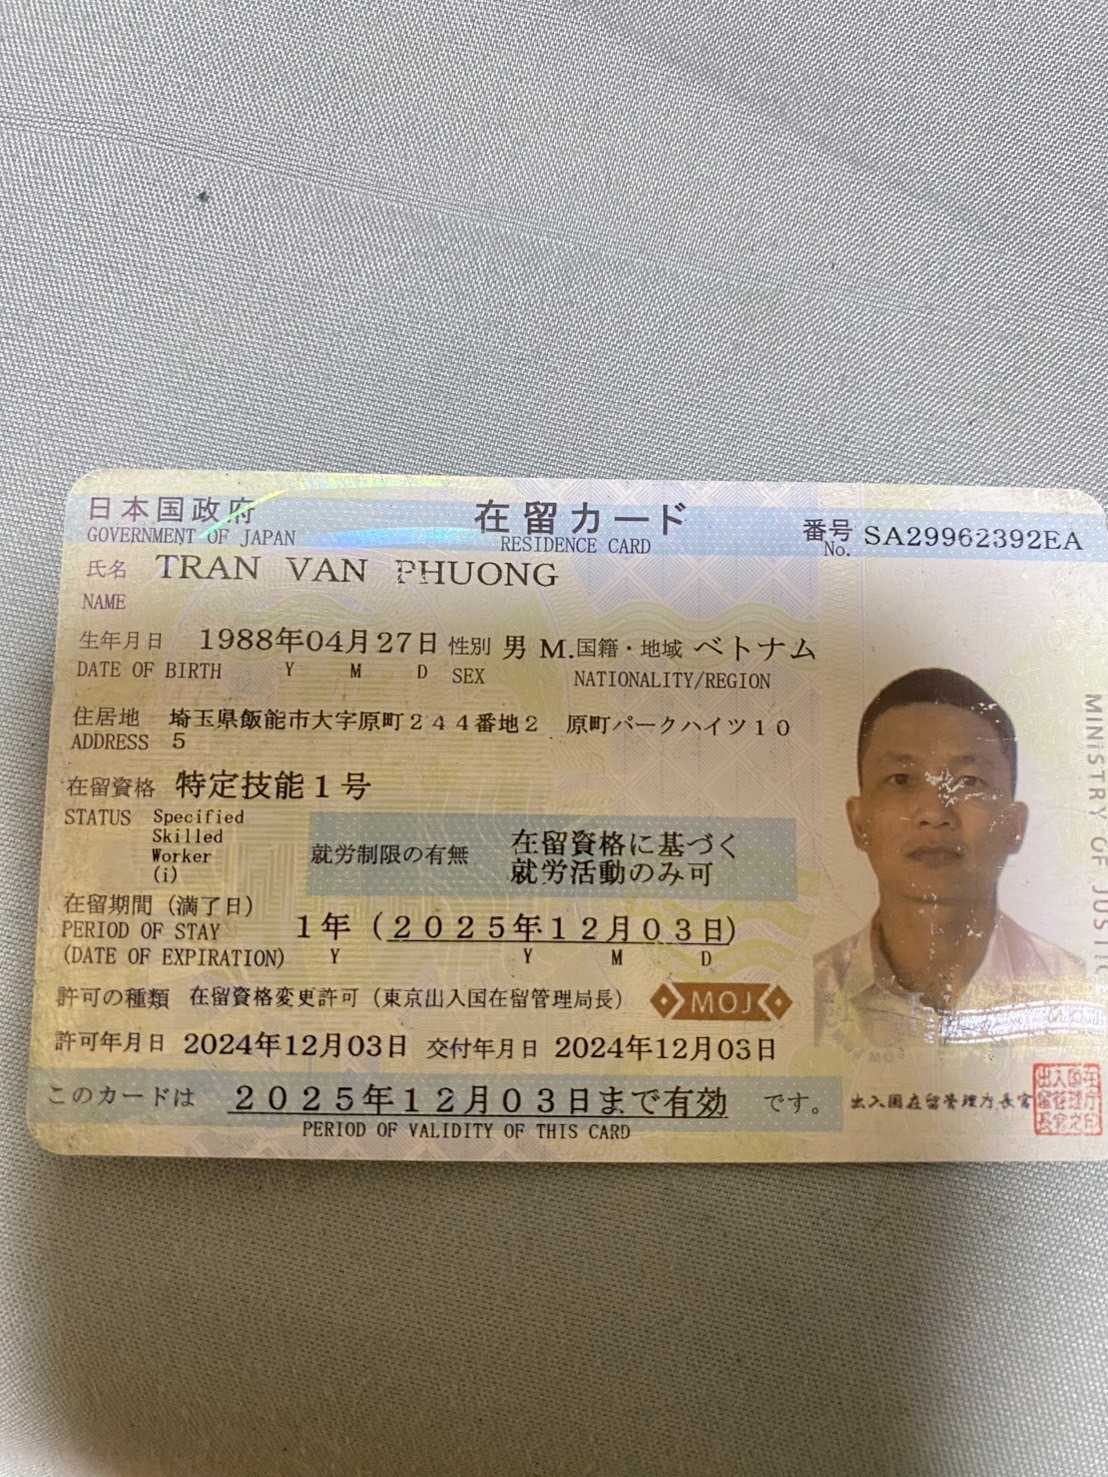 日本国政府 在留カード 番号 SA29962392EA
GOVERNMENT OF JAPAN RESIDENCE CARD No.
氏名 TRAN VAN PHUONG
NAME
生年月日 1988年04月27日 性別 男 M. 国籍・地域 ベトナム
DATE OF BIRTH Y M D SEX NATIONALITY/REGION
住居地 埼玉県飯能市大字原町244番地2 原町パークハイツ10
ADDRESS 5
在留資格 特定技能1号
STATUS Specified
Skilled
Worker
(i)
就労制限の有無 在留資格に基づく
就労活動のみ可
在留期間(満了日)
PERIOD OF STAY 1年(2025年12月03日)
(DATE OF EXPIRATION) Y Y M D
許可の種類 在留資格変更許可(東京出入国在留管理局長) MOJ
許可年月日 2024年12月03日 交付年月日 2024年12月03日
このカードは 2025年12月03日まで有効 です。
PERIOD OF VALIDITY OF THIS CARD
出入国在留管理庁長官
MINISTRY OF JUSTIC